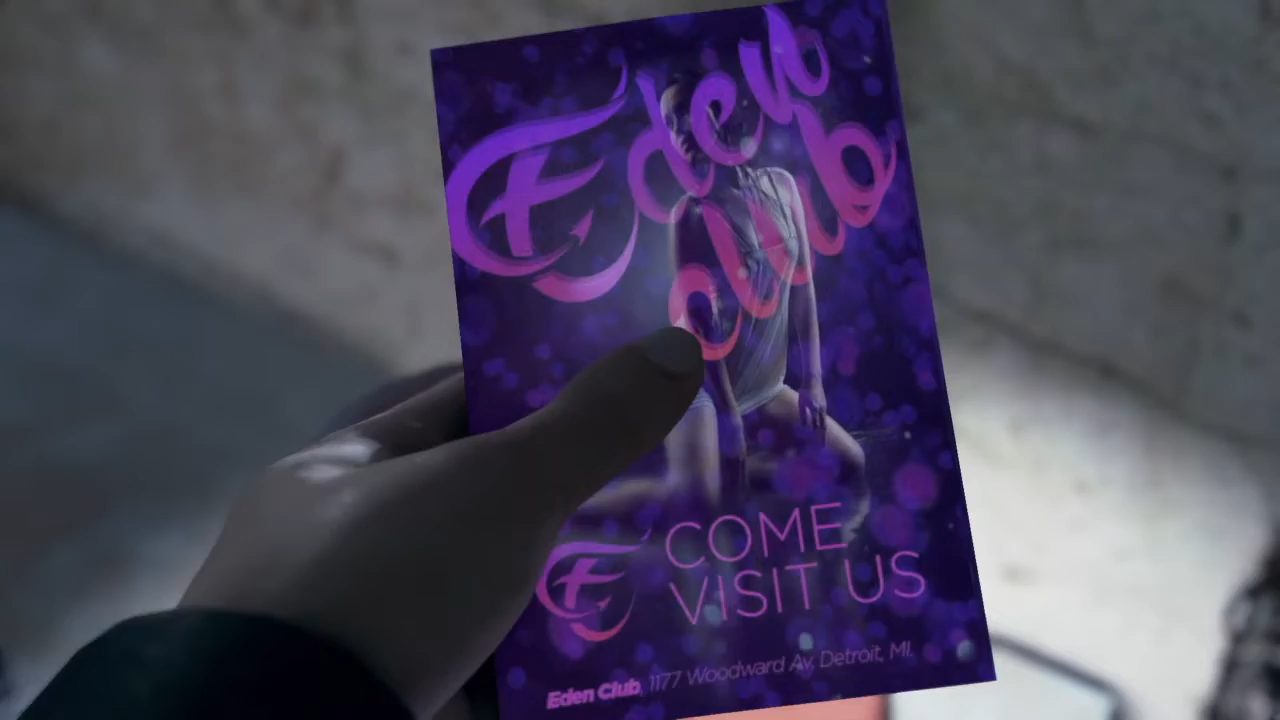 Eden
club
COME
VISIT US
Eden Club, 1177 Woodward Av, Detroit, MI.